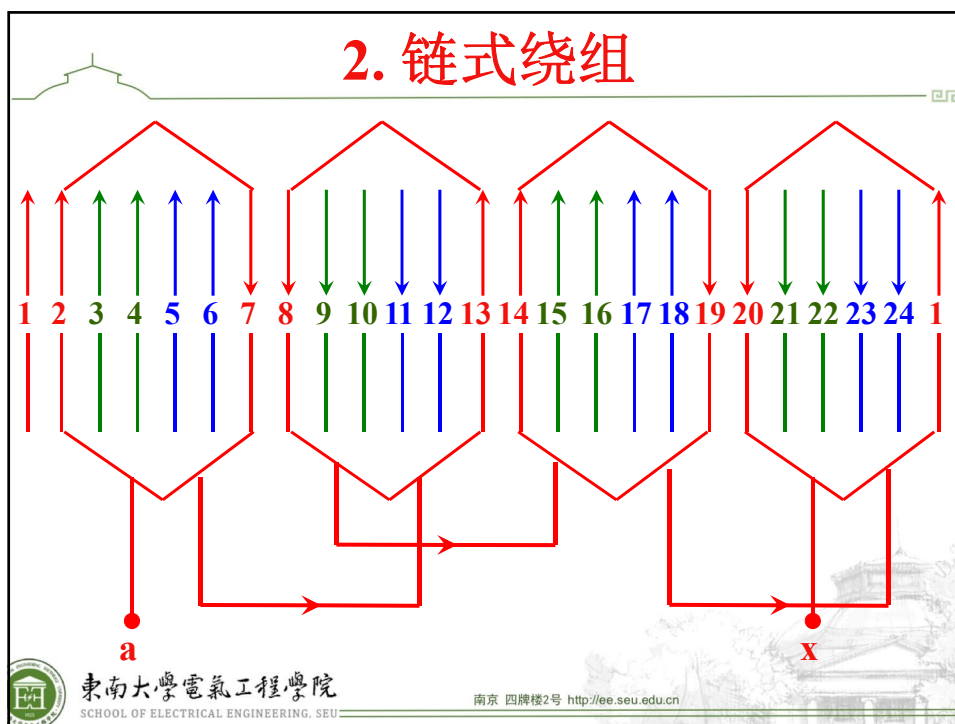 2. 链式绕组
1 2 3 4 5 6 7 8 9 10 11 12 13 14 15 16 17 18 19 20 21 22 23 24 1
a x
東南大學電氣工程學院
SCHOOL OF ELECTRICAL ENGINEERING, SEU
南京 四牌楼2号 http://ee.seu.edu.cn